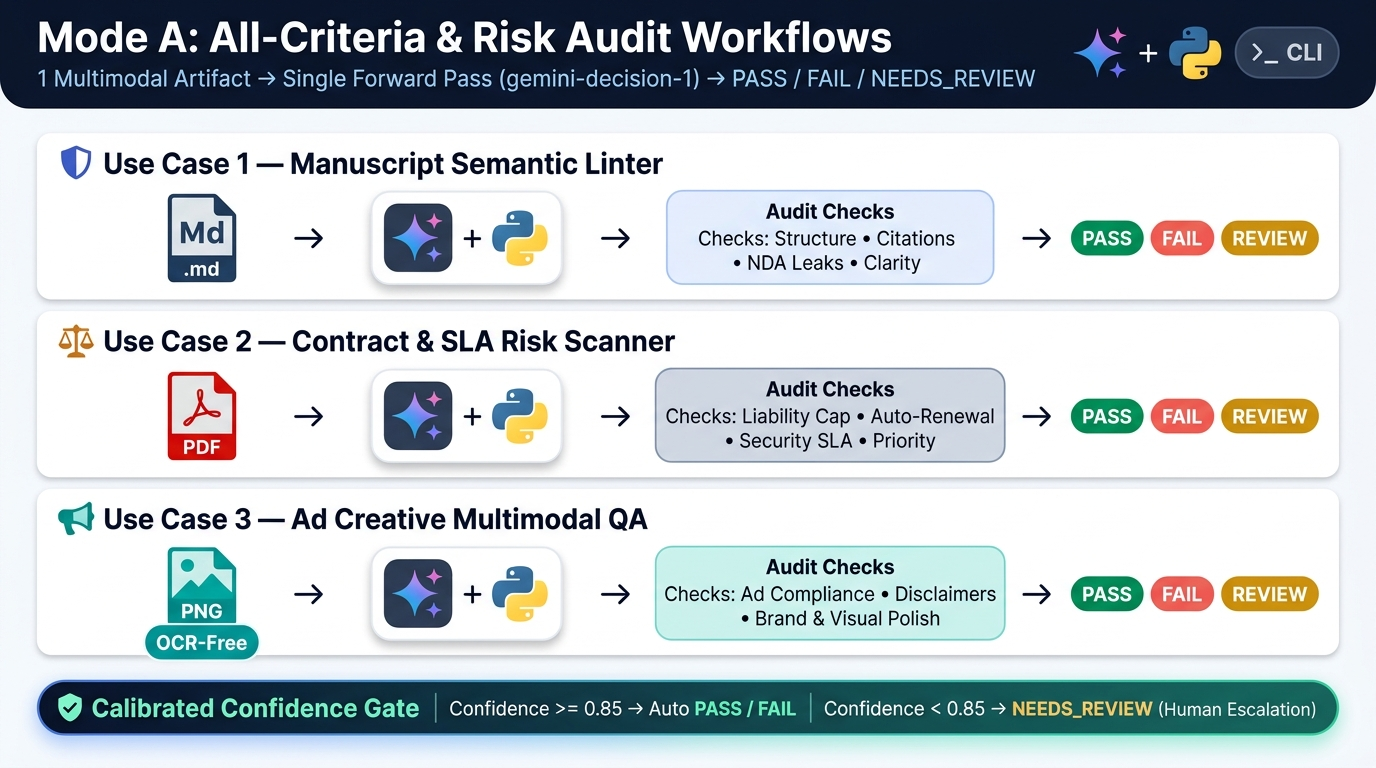 Mode A: All-Criteria & Risk Audit Workflows
1 Multimodal Artifact → Single Forward Pass (gemini-decision-1) → PASS / FAIL / NEEDS_REVIEW
+
>_ CLI
Use Case 1 — Manuscript Semantic Linter
Md
.md
→
+
→
Audit Checks
Checks: Structure • Citations
• NDA Leaks • Clarity
→
PASS
FAIL
REVIEW
Use Case 2 — Contract & SLA Risk Scanner
PDF
→
+
→
Audit Checks
Checks: Liability Cap • Auto-Renewal
• Security SLA • Priority
→
PASS
FAIL
REVIEW
Use Case 3 — Ad Creative Multimodal QA
PNG
OCR-Free
→
+
→
Audit Checks
Checks: Ad Compliance • Disclaimers
• Brand & Visual Polish
→
PASS
FAIL
REVIEW
Calibrated Confidence Gate
Confidence >= 0.85 → Auto PASS / FAIL
Confidence < 0.85 → NEEDS_REVIEW (Human Escalation)